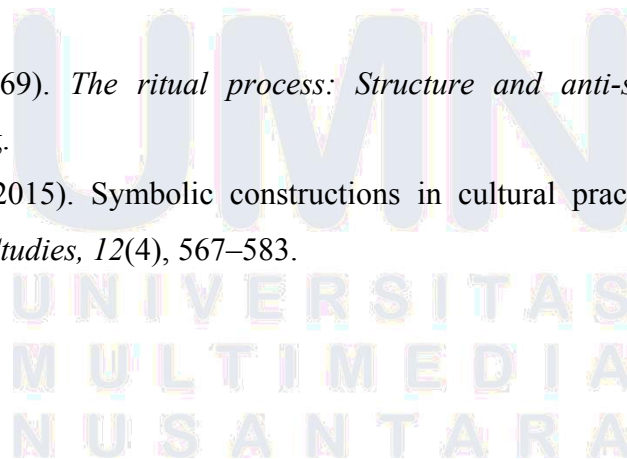 UMN
69). The ritual process: Structure and anti-s
g.
2015). Symbolic constructions in cultural prac
tudies, 12(4), 567–583.
UNIVERSITAS
MULTIMEDIA
NUSANTARA